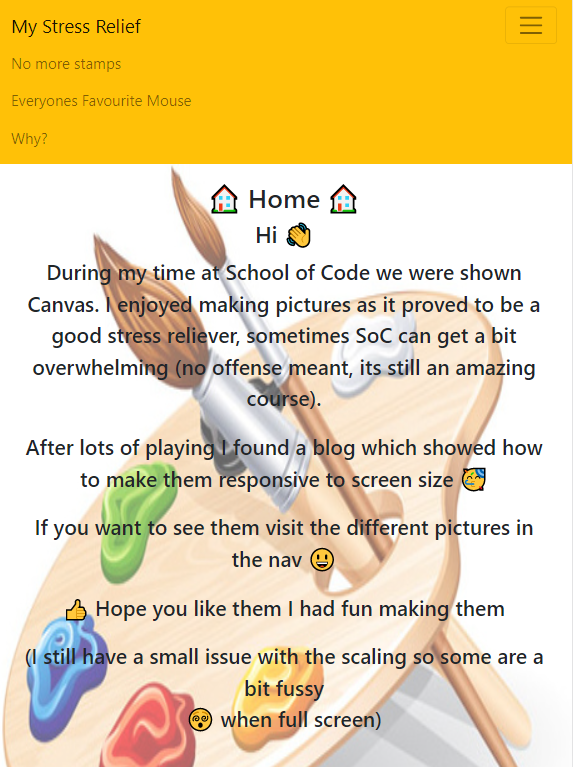 My Stress Relief
No more stamps
Everyones Favourite Mouse
Why?
🏠 Home 🏠
Hi 👋
During my time at School of Code we were shown
Canvas. I enjoyed making pictures as it proved to be a
good stress reliever, sometimes SoC can get a bit
overwhelming (no offense meant, its still an amazing
course).
After lots of playing I found a blog which showed how
to make them responsive to screen size 🥳
If you want to see them visit the different pictures in
the nav 😃
👍 Hope you like them I had fun making them
(I still have a small issue with the scaling so some are a
bit fussy
😵‍💫 when full screen)